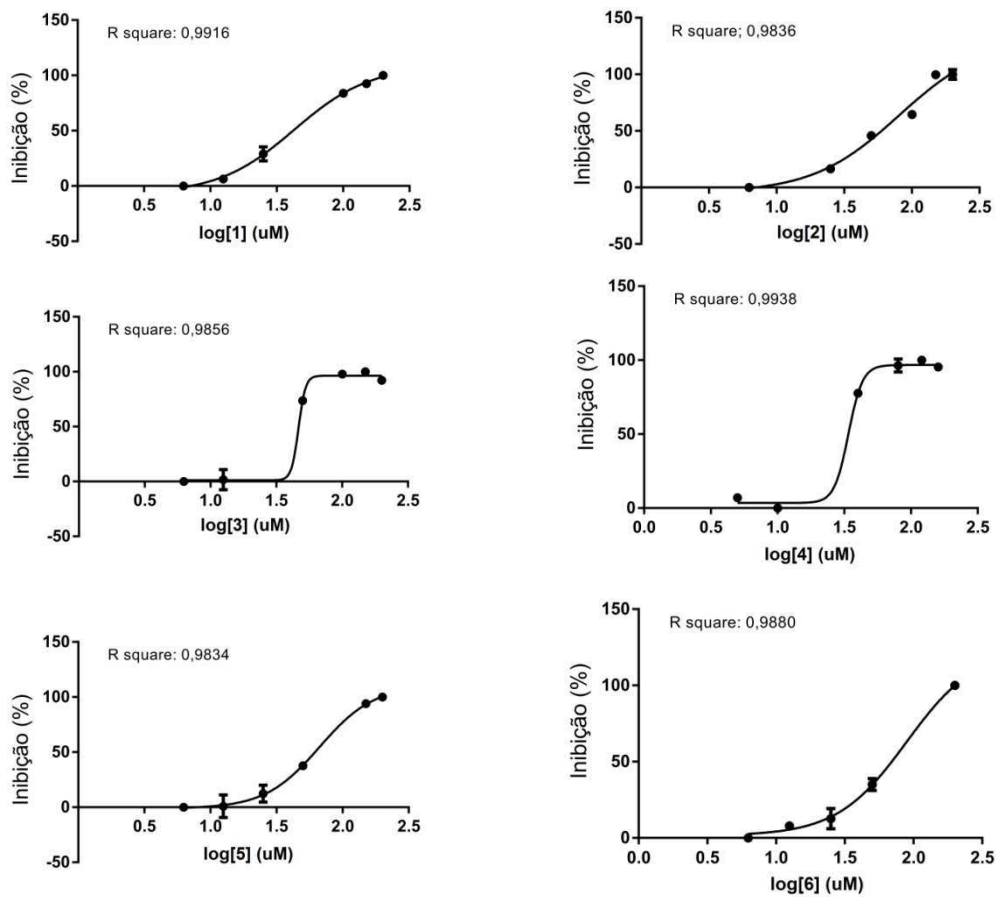 150
R square: 0,9916
100
50
0
-50
Inibição (%)
0.5 1.0 1.5 2.0 2.5
log[1] (uM)
150
R square; 0,9836
100
50
0
-50
Inibição (%)
0.5 1.0 1.5 2.0 2.5
log[2] (uM)
150
R square: 0,9856
100
50
0
-50
Inibição (%)
0.5 1.0 1.5 2.0 2.5
log[3] (uM)
150
R square: 0,9938
100
50
0
Inibição (%)
0.0 0.5 1.0 1.5 2.0 2.5
log[4] (uM)
150
R square: 0,9834
100
50
0
-50
Inibição (%)
0.5 1.0 1.5 2.0 2.5
log[5] (uM)
150
R square: 0,9880
100
50
0
Inibição (%)
0.0 0.5 1.0 1.5 2.0 2.5
log[6] (uM)